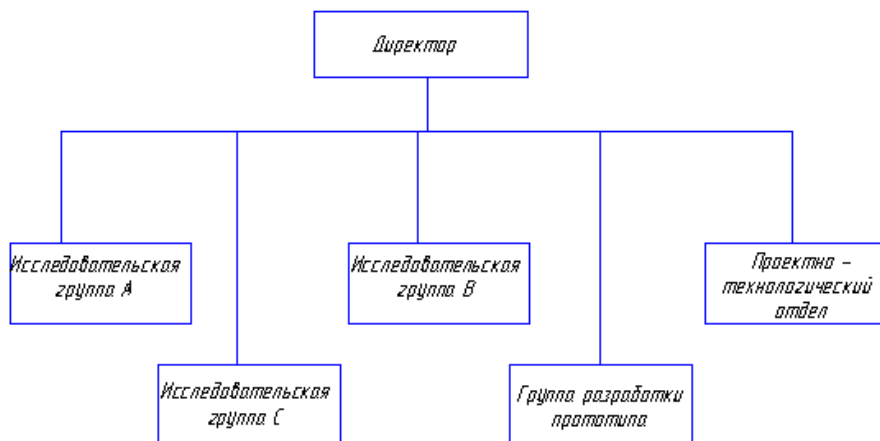 Директор
Исследовательская
группа А
Исследовательская
группа В
Проектно –
технологический
отдел
Исследовательская
группа С
Группа разработки
прототипа